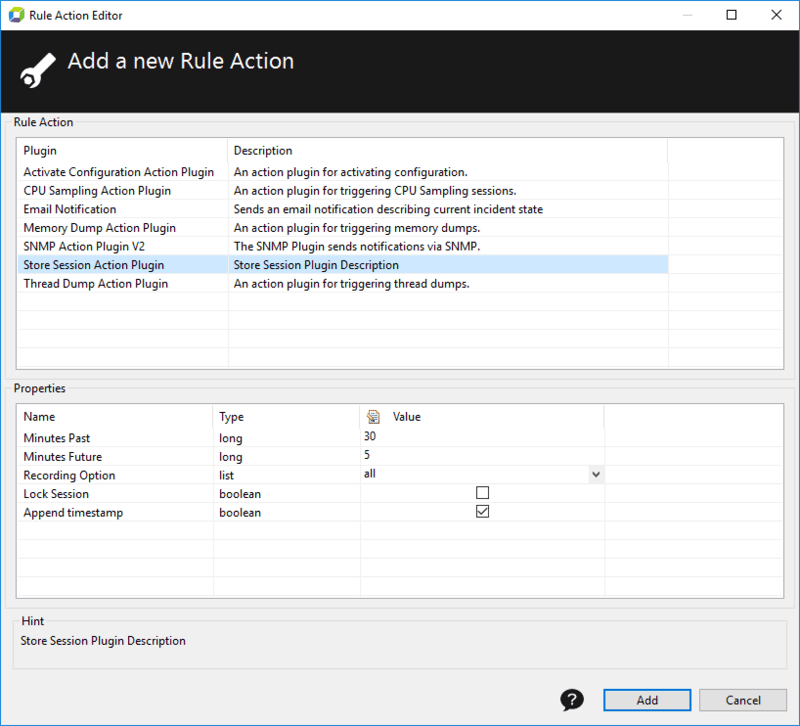 Rule Action Editor
Add a new Rule Action
Rule Action
Plugin Description
Activate Configuration Action Plugin An action plugin for activating configuration.
CPU Sampling Action Plugin An action plugin for triggering CPU Sampling sessions.
Email Notification Sends an email notification describing current incident state
Memory Dump Action Plugin An action plugin for triggering memory dumps.
SNMP Action Plugin V2 The SNMP Plugin sends notifications via SNMP.
Store Session Action Plugin Store Session Plugin Description
Thread Dump Action Plugin An action plugin for triggering thread dumps.
Properties
Name Type Value
Minutes Past long 30
Minutes Future long 5
Recording Option list all
Lock Session boolean
Append timestamp boolean
Hint
Store Session Plugin Description
? Add Cancel